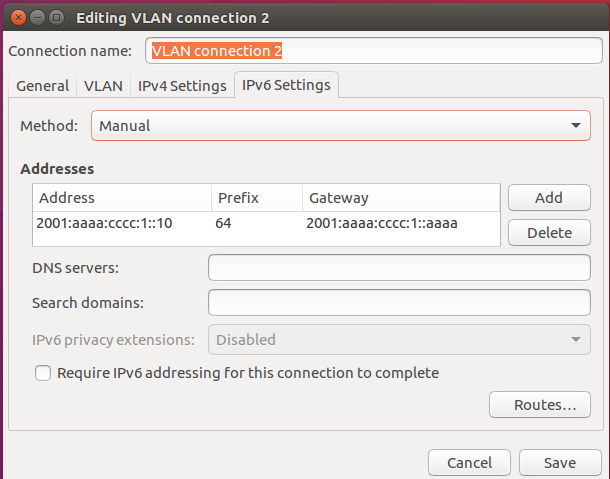 Editing VLAN connection 2
Connection name: VLAN connection 2
General VLAN IPv4 Settings IPv6 Settings
Method: Manual
Addresses
Address Prefix Gateway Add
2001:aaaa:cccc:1::10 64 2001:aaaa:cccc:1::aaaa
Delete
DNS servers:
Search domains:
IPv6 privacy extensions: Disabled
Require IPv6 addressing for this connection to complete
Routes...
Cancel Save